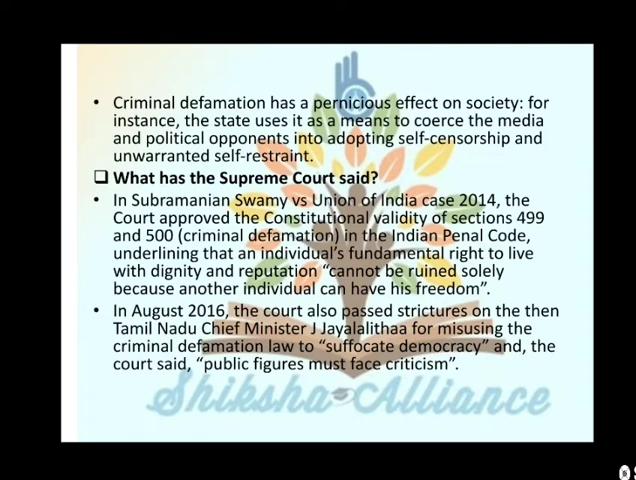 • Criminal defamation has a pernicious effect on society: for
instance, the state uses it as a means to coerce the media
and political opponents into adopting self-censorship and
unwarranted self-restraint.
❑ What has the Supreme Court said?
• In Subramanian Swamy vs Union of India case 2014, the
Court approved the Constitutional validity of sections 499
and 500 (criminal defamation) in the Indian Penal Code,
underlining that an individual's fundamental right to live
with dignity and reputation “cannot be ruined solely
because another individual can have his freedom”.
• In August 2016, the court also passed strictures on the then
Tamil Nadu Chief Minister J Jayalalithaa for misusing the
criminal defamation law to “suffocate democracy” and, the
court said, “public figures must face criticism”.
Shiksha Alliance